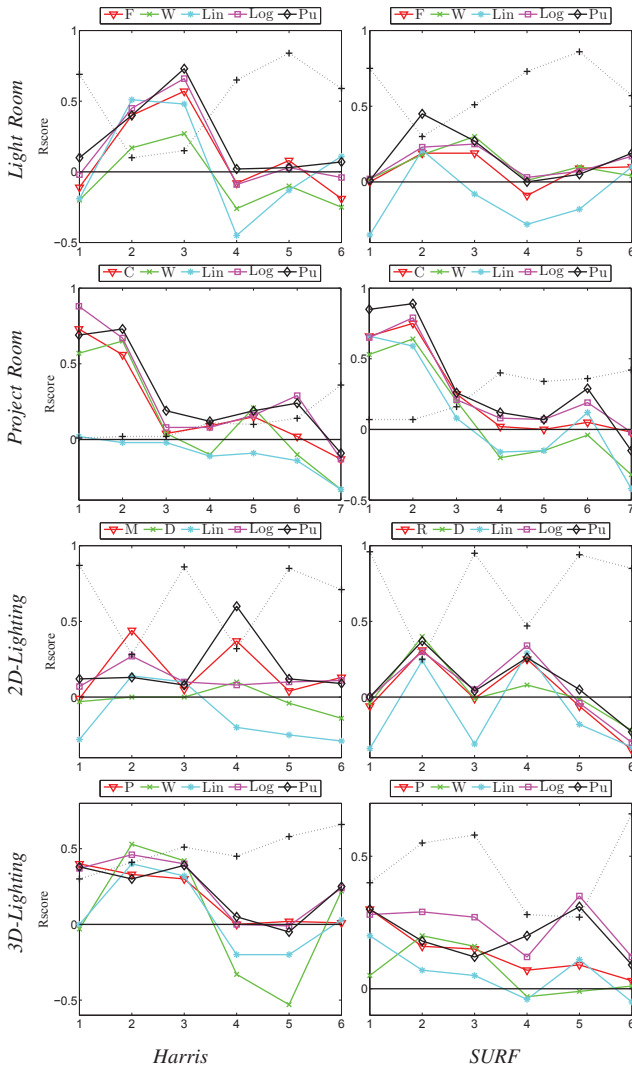 F W Lin Log Pu
F W Lin Log Pu
Light Room
Rscore
1
0.5
0
−0.5
1 2 3 4 5 6
1
0.5
0
1 2 3 4 5 6
C W Lin Log Pu
C W Lin Log Pu
Project Room
Rscore
1
0.5
0
−0.5
1 2 3 4 5 6 7
1
0.5
0
−0.5
1 2 3 4 5 6 7
M D Lin Log Pu
R D Lin Log Pu
2D-Lighting
Rscore
1
0.5
0
1 2 3 4 5 6
1
0.5
0
1 2 3 4 5 6
P W Lin Log Pu
P W Lin Log Pu
3D-Lighting
Rscore
0.5
0
−0.5
1 2 3 4 5 6
0.5
0
1 2 3 4 5 6
Harris
SURF